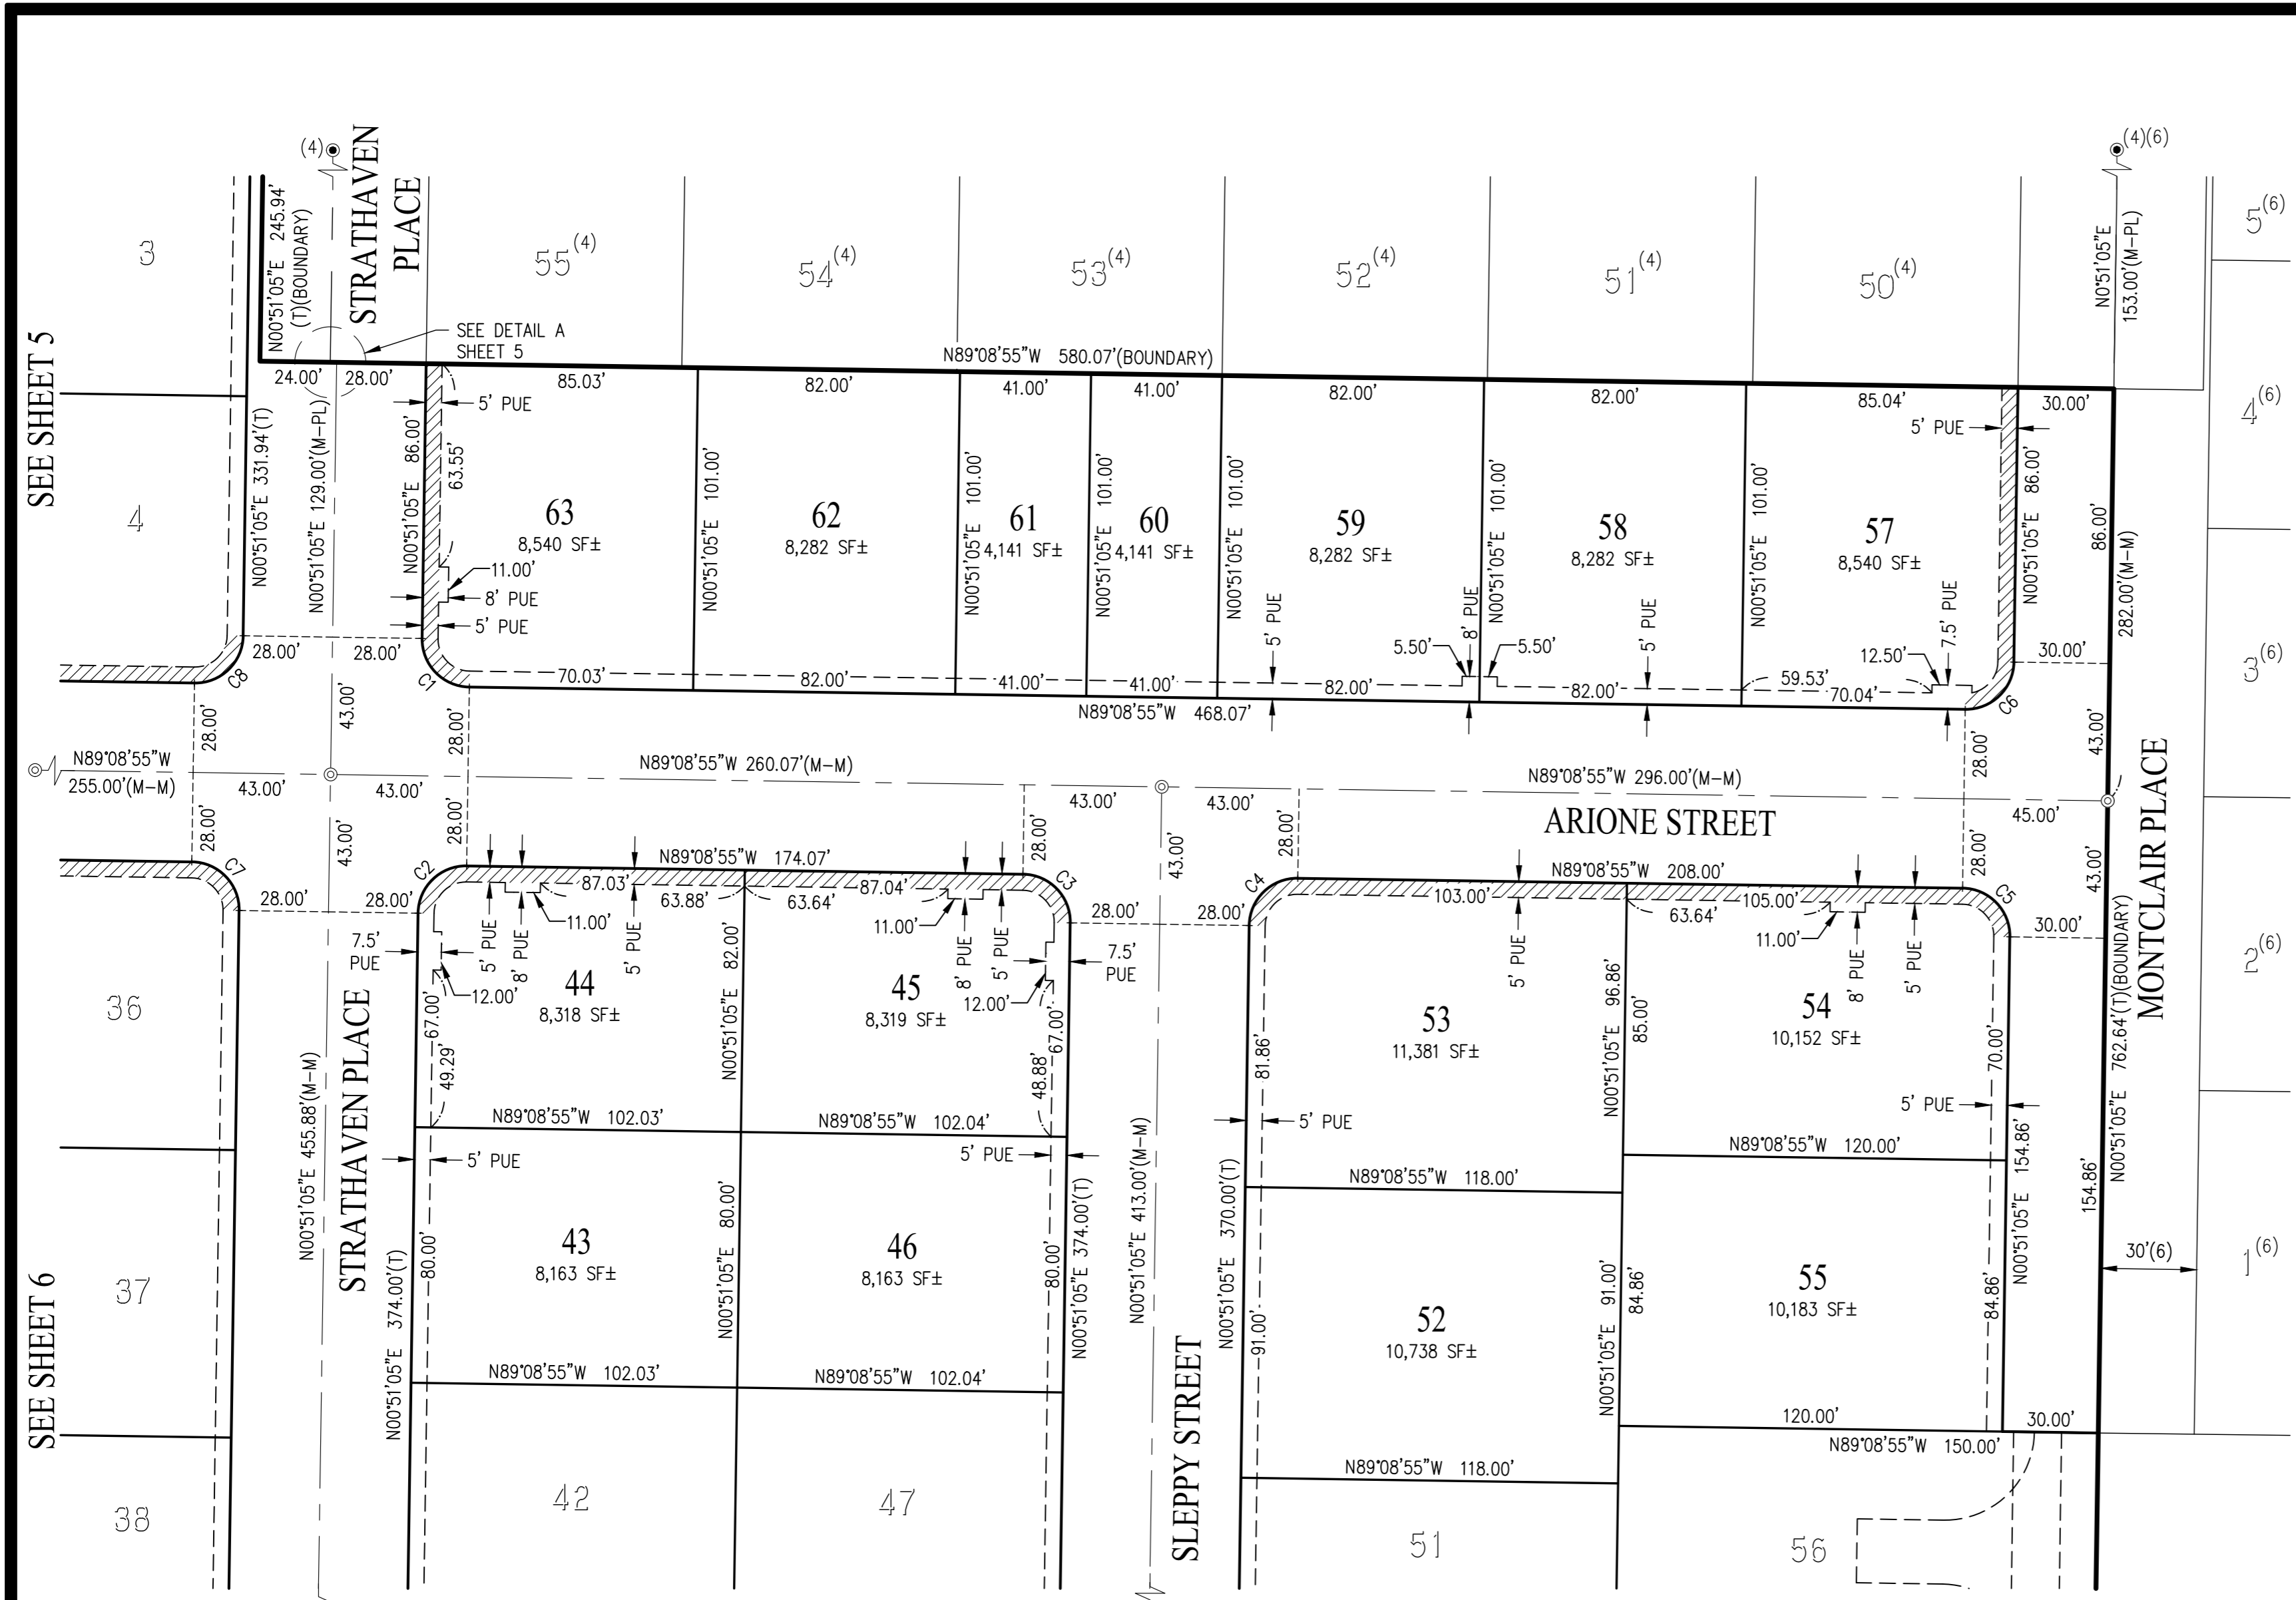 (4)
STRATHAVEN
PLACE
(4)(6)
N00°51'05"E 245.94'
(T)(BOUNDARY)
N0°51'05"E
153.00'(M-PL)
3
55(4)
54(4)
53(4)
52(4)
51(4)
50(4)
5(6)
SEE SHEET 5
SEE DETAIL A
SHEET 5
N89°08'55"W 580.07'(BOUNDARY)
24.00'
28.00'
85.03'
82.00'
41.00'
41.00'
82.00'
82.00'
85.04'
30.00'
4(6)
5' PUE
5' PUE
4
N00°51'05"E 331.94'(T)
N00°51'05"E 129.00'(M-PL)
N00°51'05"E 86.00'
63.55'
63
8,540 SF±
N00°51'05"E 101.00'
62
8,282 SF±
N00°51'05"E 101.00'
61
4,141 SF±
N00°51'05"E 101.00'
60
4,141 SF±
N00°51'05"E 101.00'
59
8,282 SF±
N00°51'05"E 101.00'
58
8,282 SF±
N00°51'05"E 101.00'
57
8,540 SF±
N00°51'05"E 86.00'
86.00'
282.00'(M-M)
11.00'
8' PUE
5' PUE
5' PUE
5.50'
8' PUE
5.50'
5' PUE
12.50'
7.5' PUE
28.00'
28.00'
30.00'
3(6)
C8
C1
70.03'
82.00'
41.00'
41.00'
82.00'
82.00'
59.53'
70.04'
C6
N89°08'55"W 468.07'
28.00'
43.00'
28.00'
28.00'
43.00'
N89°08'55"W
255.00'(M-M)
43.00'
43.00'
N89°08'55"W 260.07'(M-M)
43.00'
43.00'
N89°08'55"W 296.00'(M-M)
45.00'
ARIONE STREET
MONTCLAIR PLACE
28.00'
43.00'
28.00'
28.00'
43.00'
28.00'
28.00'
43.00'
C7
C2
N89°08'55"W 174.07'
C3
C4
N89°08'55"W 208.00'
C5
87.03'
63.88'
63.64'
87.04'
103.00'
63.64'
105.00'
28.00'
28.00'
28.00'
28.00'
30.00'
11.00'
11.00'
11.00'
7.5'
PUE
5' PUE
8' PUE
5' PUE
8' PUE
5' PUE
7.5'
PUE
5' PUE
8' PUE
5' PUE
12.00'
12.00'
36
67.00'
49.29'
44
8,318 SF±
N00°51'05"E 82.00'
45
8,319 SF±
48.88'
67.00'
81.86'
53
11,381 SF±
N00°51'05"E 96.86'
85.00'
54
10,152 SF±
70.00'
N00°51'05"E 762.64'(T)(BOUNDARY)
2(6)
STRATHAVEN PLACE
N00°51'05"E 455.88'(M-M)
N89°08'55"W 102.03'
N89°08'55"W 102.04'
5' PUE
5' PUE
5' PUE
5' PUE
N89°08'55"W 120.00'
N89°08'55"W 118.00'
N00°51'05"E 374.00'(T)
80.00'
43
8,163 SF±
N00°51'05"E 80.00'
46
8,163 SF±
80.00'
N00°51'05"E 374.00'(T)
N00°51'05"E 413.00'(M-M)
N00°51'05"E 370.00'(T)
91.00'
52
10,738 SF±
N00°51'05"E 91.00'
84.86'
55
10,183 SF±
84.86'
N00°51'05"E 154.86'
154.86'
30'(6)
1(6)
SEE SHEET 6
37
SLEPPY STREET
N89°08'55"W 102.03'
N89°08'55"W 102.04'
120.00'
30.00'
N89°08'55"W 150.00'
N89°08'55"W 118.00'
38
42
47
51
56